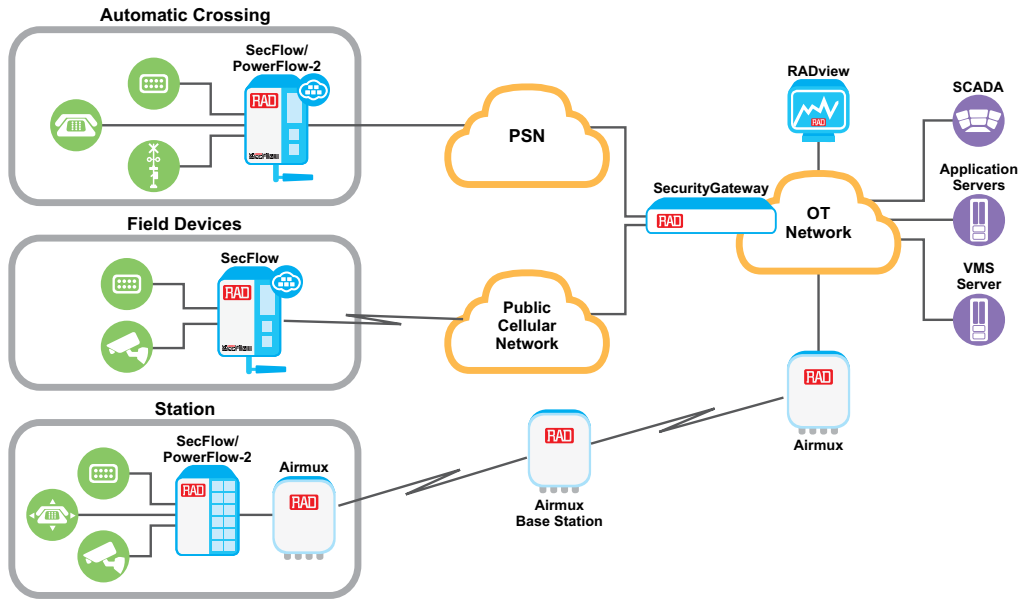 Automatic Crossing
SecFlow/
PowerFlow-2
RAD
PSN
RADview
RAD
SCADA
Application
Servers
SecurityGateway
RAD
OT
Network
VMS
Server
Field Devices
SecFlow
RAD
Public
Cellular
Network
Station
SecFlow/
PowerFlow-2
RAD
Airmux
RAD
RAD
Airmux
Base Station
RAD
Airmux